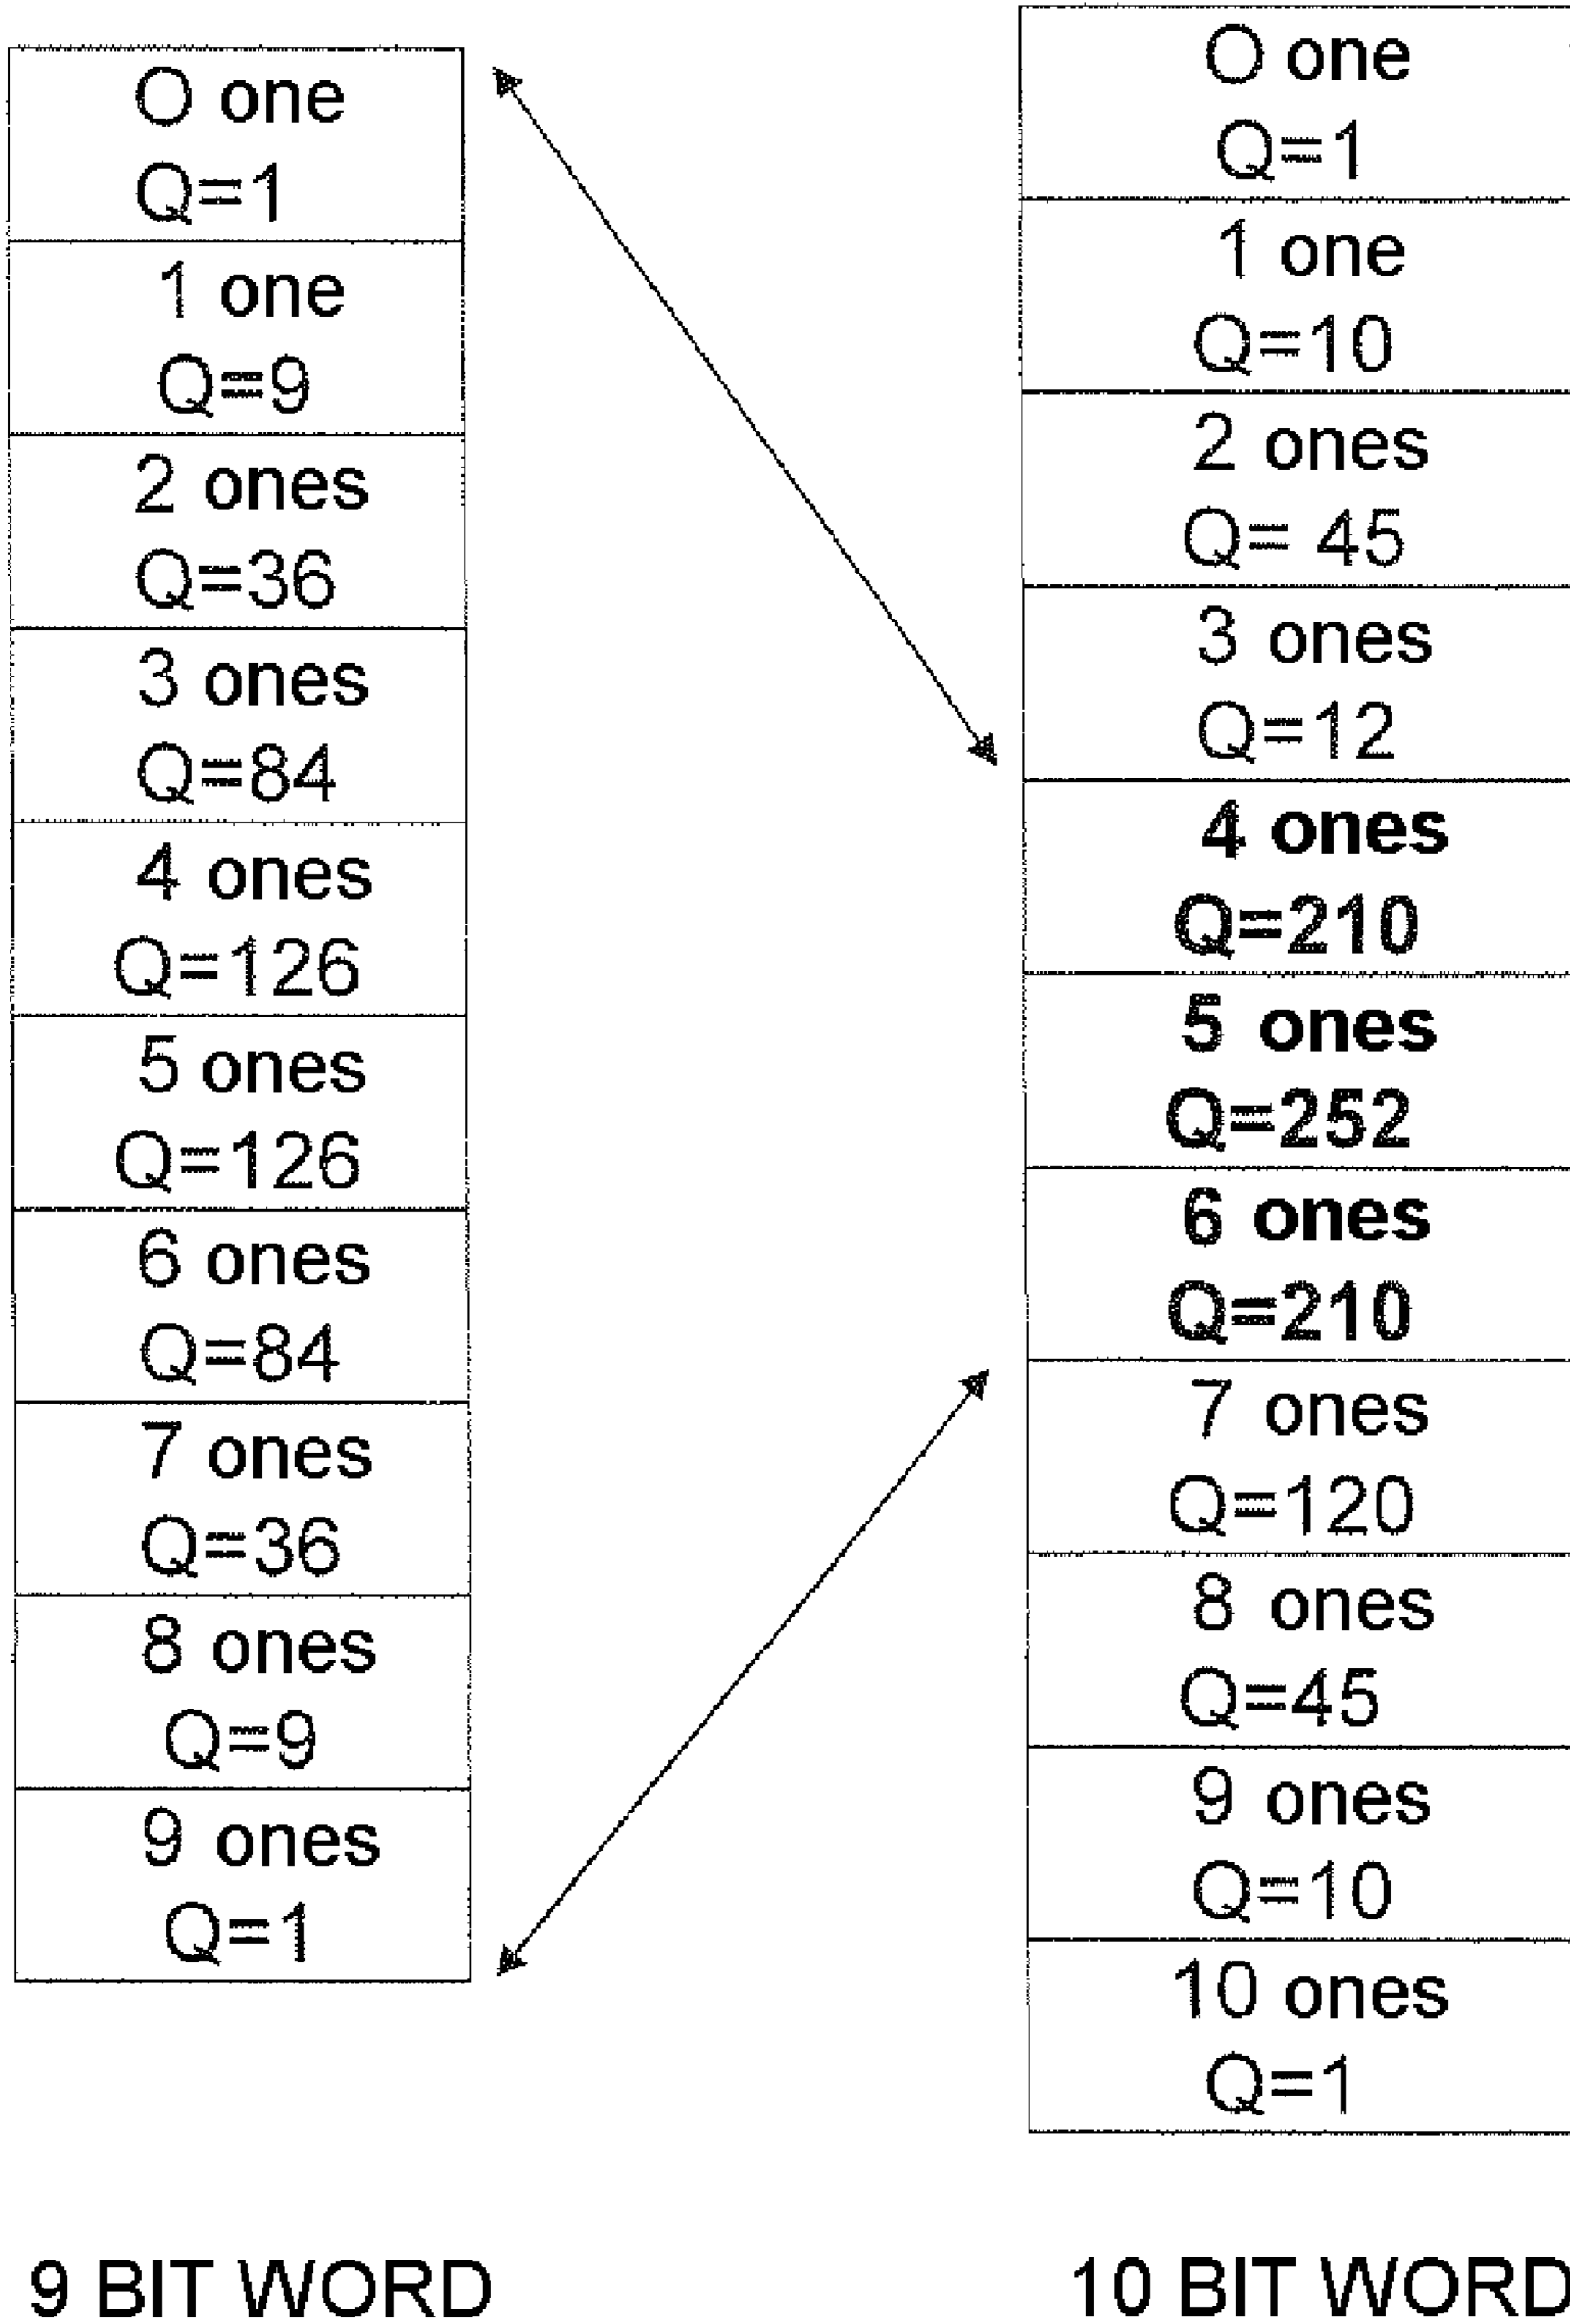 O one
Q=1
1 one
Q=9
2 ones
Q=36
3 ones
Q=84
4 ones
Q=126
5 ones
Q=126
6 ones
Q=84
7 ones
Q=36
8 ones
Q=9
9 ones
Q=1
9 BIT WORD
O one
Q=1
1 one
Q=10
2 ones
Q= 45
3 ones
Q=12
4 ones
Q=210
5 ones
Q=252
6 ones
Q=210
7 ones
Q=120
8 ones
Q=45
9 ones
Q=10
10 ones
Q=1
10 BIT WORD